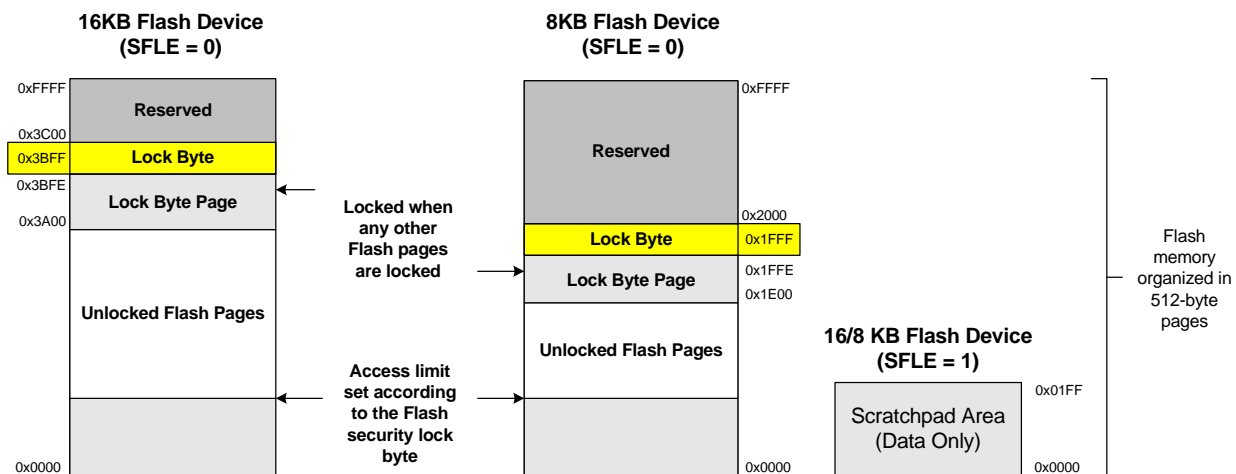 16KB Flash Device
(SFLE = 0)
0xFFFF
Reserved
0x3C00
0x3BFF
Lock Byte
0x3BFE
Lock Byte Page
0x3A00
Unlocked Flash Pages
0x0000
Locked when
any other
Flash pages
are locked
Access limit
set according
to the Flash
security lock
byte
8KB Flash Device
(SFLE = 0)
0xFFFF
Reserved
0x2000
Lock Byte
0x1FFF
Lock Byte Page
0x1FFE
0x1E00
Unlocked Flash Pages
0x0000
16/8 KB Flash Device
(SFLE = 1)
0x01FF
Scratchpad Area
(Data Only)
0x0000
Flash
memory
organized in
512-byte
pages